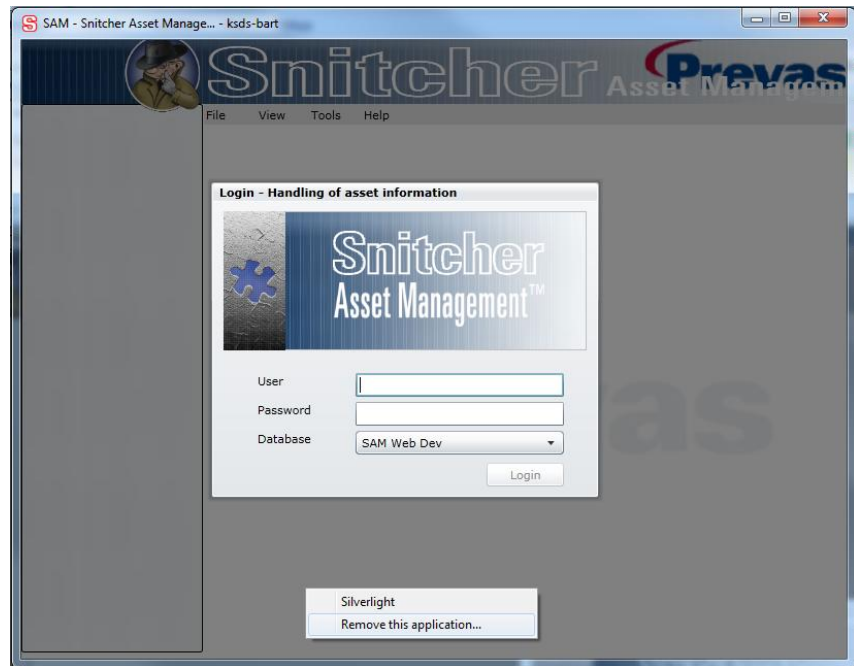 SAM - Snitcher Asset Manage... - ksds-bart
Snitcher
Prevas
Asset Managem
File View Tools Help
Login - Handling of asset information
Snitcher
Asset Management™
User
Password
Database
SAM Web Dev
Login
vas
Silverlight
Remove this application...